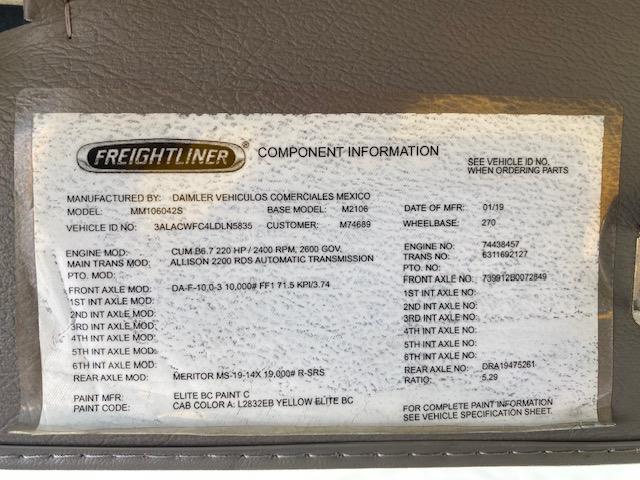 FREIGHTLINER COMPONENT INFORMATION
SEE VEHICLE ID NO.
WHEN ORDERING PARTS
MANUFACTURED BY: DAIMLER VEHICULOS COMERCIALES MEXICO
MODEL: MM106042S BASE MODEL: M2106 DATE OF MFR: 01/19
VEHICLE ID NO: 3ALACWFC4LDLN5835 CUSTOMER: M74689 WHEELBASE: 270
ENGINE MOD: CUM B6.7 220 HP / 2400 RPM, 2600 GOV. ENGINE NO: 74438457
MAIN TRANS MOD: ALLISON 2200 RDS AUTOMATIC TRANSMISSION TRANS NO: 6311692127
PTO. MOD: PTO. NO:
FRONT AXLE MOD: DA-F-10.0-3 10,000# FF1 71.5 KPI/3.74 FRONT AXLE NO: 739912B0072849
1ST INT AXLE MOD: 1ST INT AXLE NO:
2ND INT AXLE MOD: 2ND INT AXLE NO:
3RD INT AXLE MOD: 3RD INT AXLE NO:
4TH INT AXLE MOD: 4TH INT AXLE NO:
5TH INT AXLE MOD: 5TH INT AXLE NO:
6TH INT AXLE MOD: 6TH INT AXLE NO:
REAR AXLE MOD: MERITOR MS-19-14X 19,000# R-SRS REAR AXLE NO: DRA19475261
RATIO: 5.29
PAINT MFR: ELITE BC PAINT C
PAINT CODE: CAB COLOR A: L2832EB YELLOW ELITE BC
FOR COMPLETE PAINT INFORMATION
SEE VEHICLE SPECIFICATION SHEET.